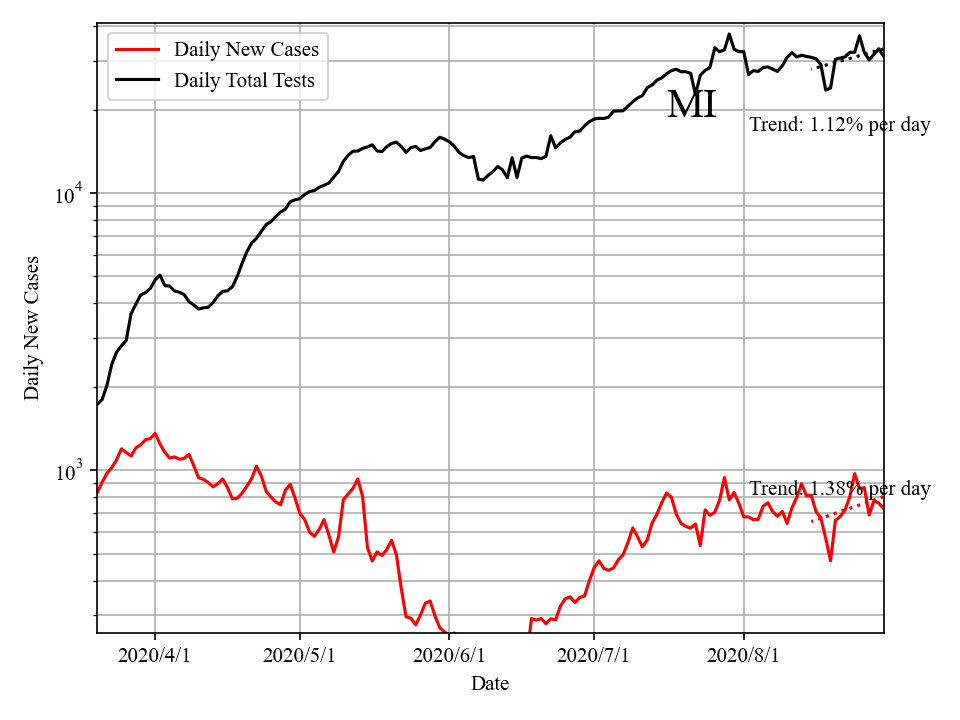 Daily New Cases
Daily Total Tests
MI
Trend: 1.12% per day
Trend: 1.38% per day
10^4
10^3
Daily New Cases
2020/4/1 2020/5/1 2020/6/1 2020/7/1 2020/8/1
Date